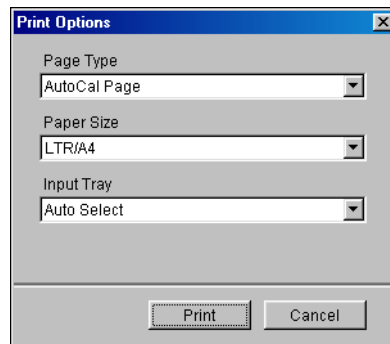 Print Options
Page Type
AutoCal Page
Paper Size
LTR/A4
Input Tray
Auto Select
Print Cancel